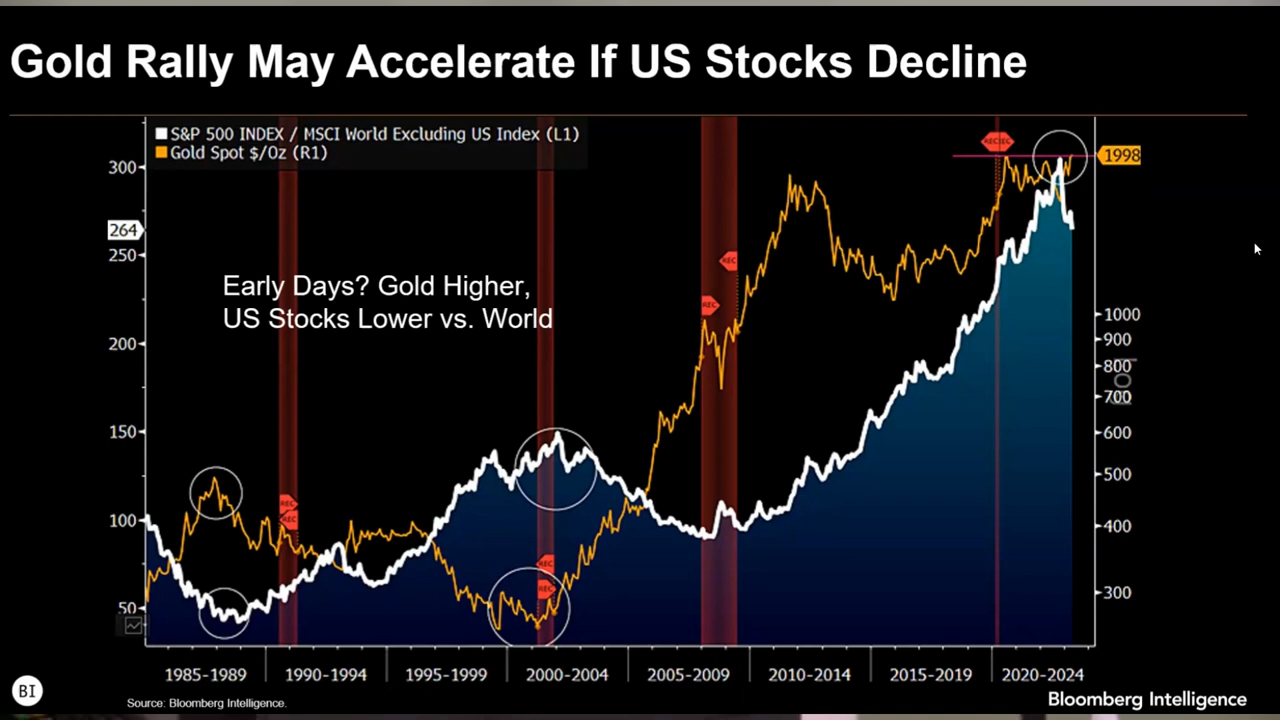 Gold Rally May Accelerate If US Stocks Decline
S&P 500 INDEX / MSCI World Excluding US Index (L1)
Gold Spot $/Oz (R1)
Early Days? Gold Higher,
US Stocks Lower vs. World
300
264
250
200
150
100
50
REC
REC
REC
REC
REC
REC
1998
1000
900
800
700
600
500
400
300
1985-1989 1990-1994 1995-1999 2000-2004 2005-2009 2010-2014 2015-2019 2020-2024
BI
Source: Bloomberg Intelligence.
Bloomberg Intelligence